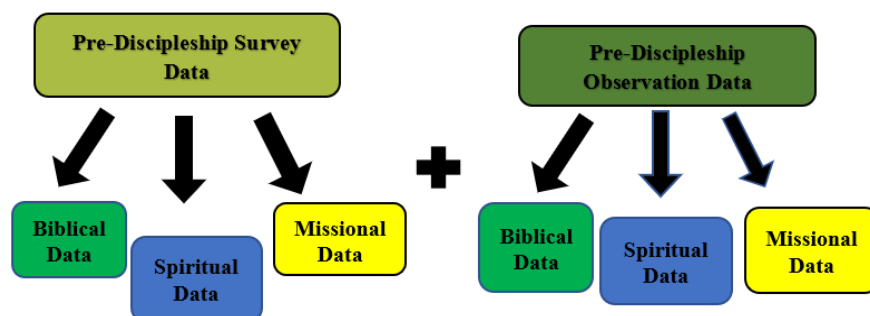 Pre-Discipleship Survey
Data
Pre-Discipleship
Observation Data
Biblical
Data
Spiritual
Data
Missional
Data
Biblical
Data
Spiritual
Data
Missional
Data